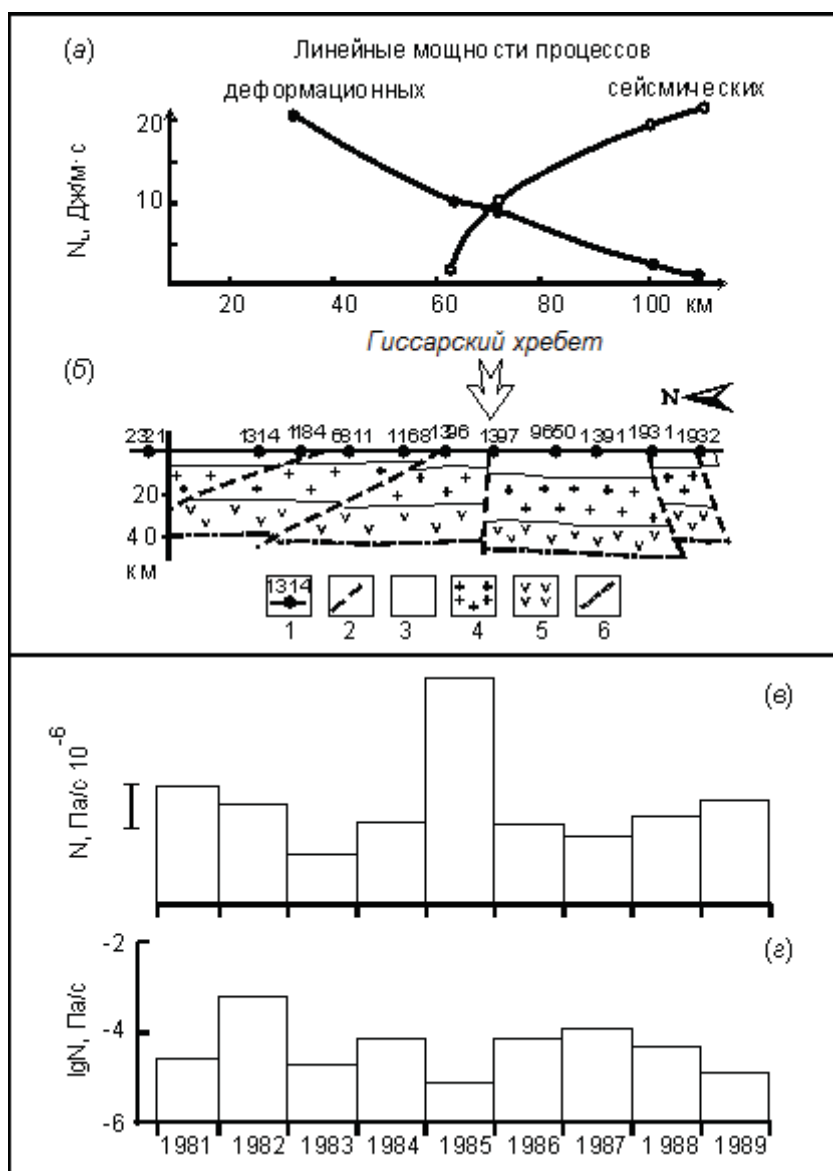 (а)
Линейные мощности процессов
деформационных
сейсмических
20
10
N_L, Дж/м· с
20 40 60 80 100 км
Гиссарский хребет
(б)
N
2321 1314 1184 6811 1168 1396 1397 9650 1391 1931 1932
20
40
км
1314
1 2 3 4 5 6
(в)
N, Па/с 10⁻⁶
(г)
-2
-4
-6
lgN, Па/с
1981 1982 1983 1984 1985 1986 1987 1988 1989